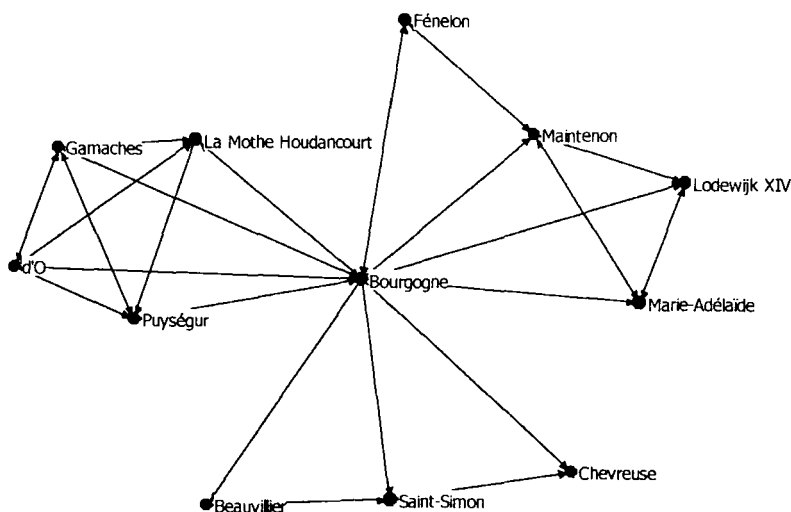 Fénelon
Maintenon
Gamaches
La Mothe Houdancourt
Lodewijk XIV
d'O
Bourgogne
Marie-Adélaïde
Puységur
Chevreuse
Beauvillier
Saint-Simon